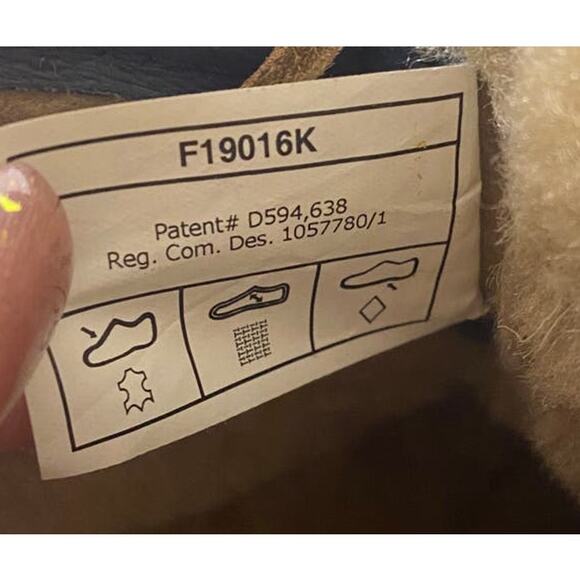 F19016K
Patent# D594,638
Reg. Com. Des. 1057780/1